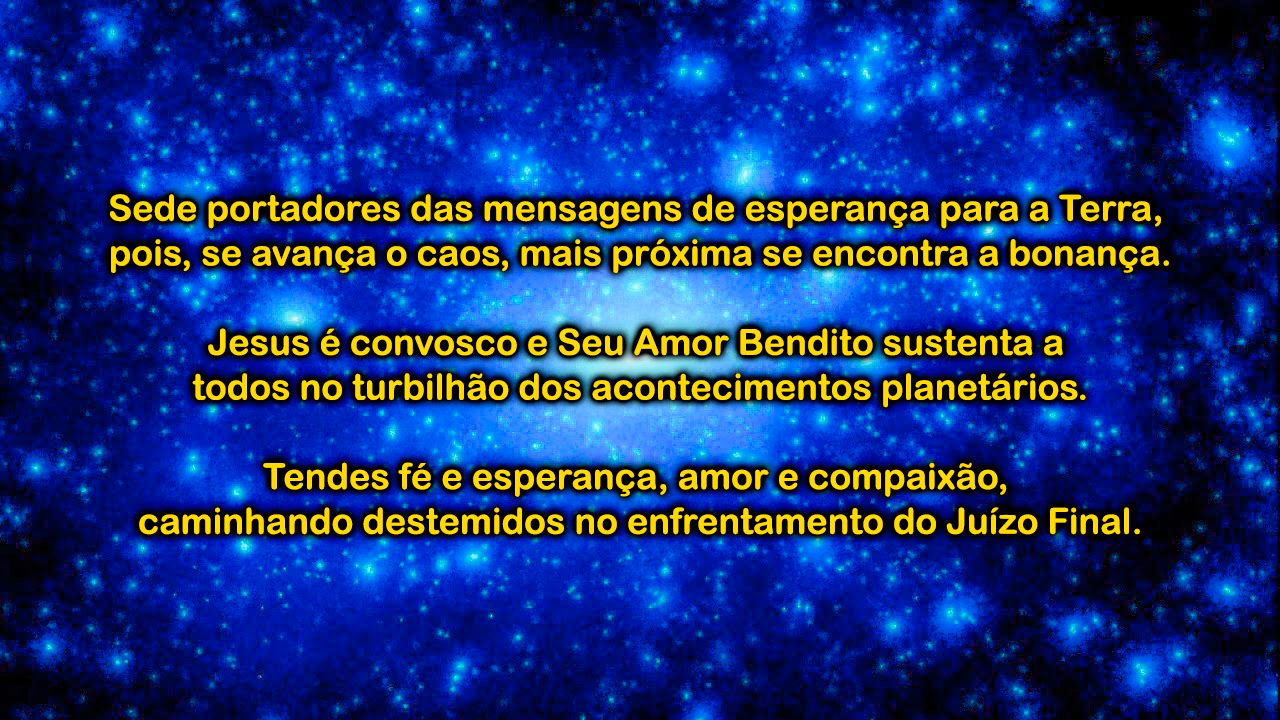 Sede portadores das mensagens de esperança para a Terra,
pois, se avança o caos, mais próxima se encontra a bonança.
Jesus é convosco e Seu Amor Bendito sustenta a
todos no turbilhão dos acontecimentos planetários.
Tendes fé e esperança, amor e compaixão,
caminhando destemidos no enfrentamento do Juízo Final.